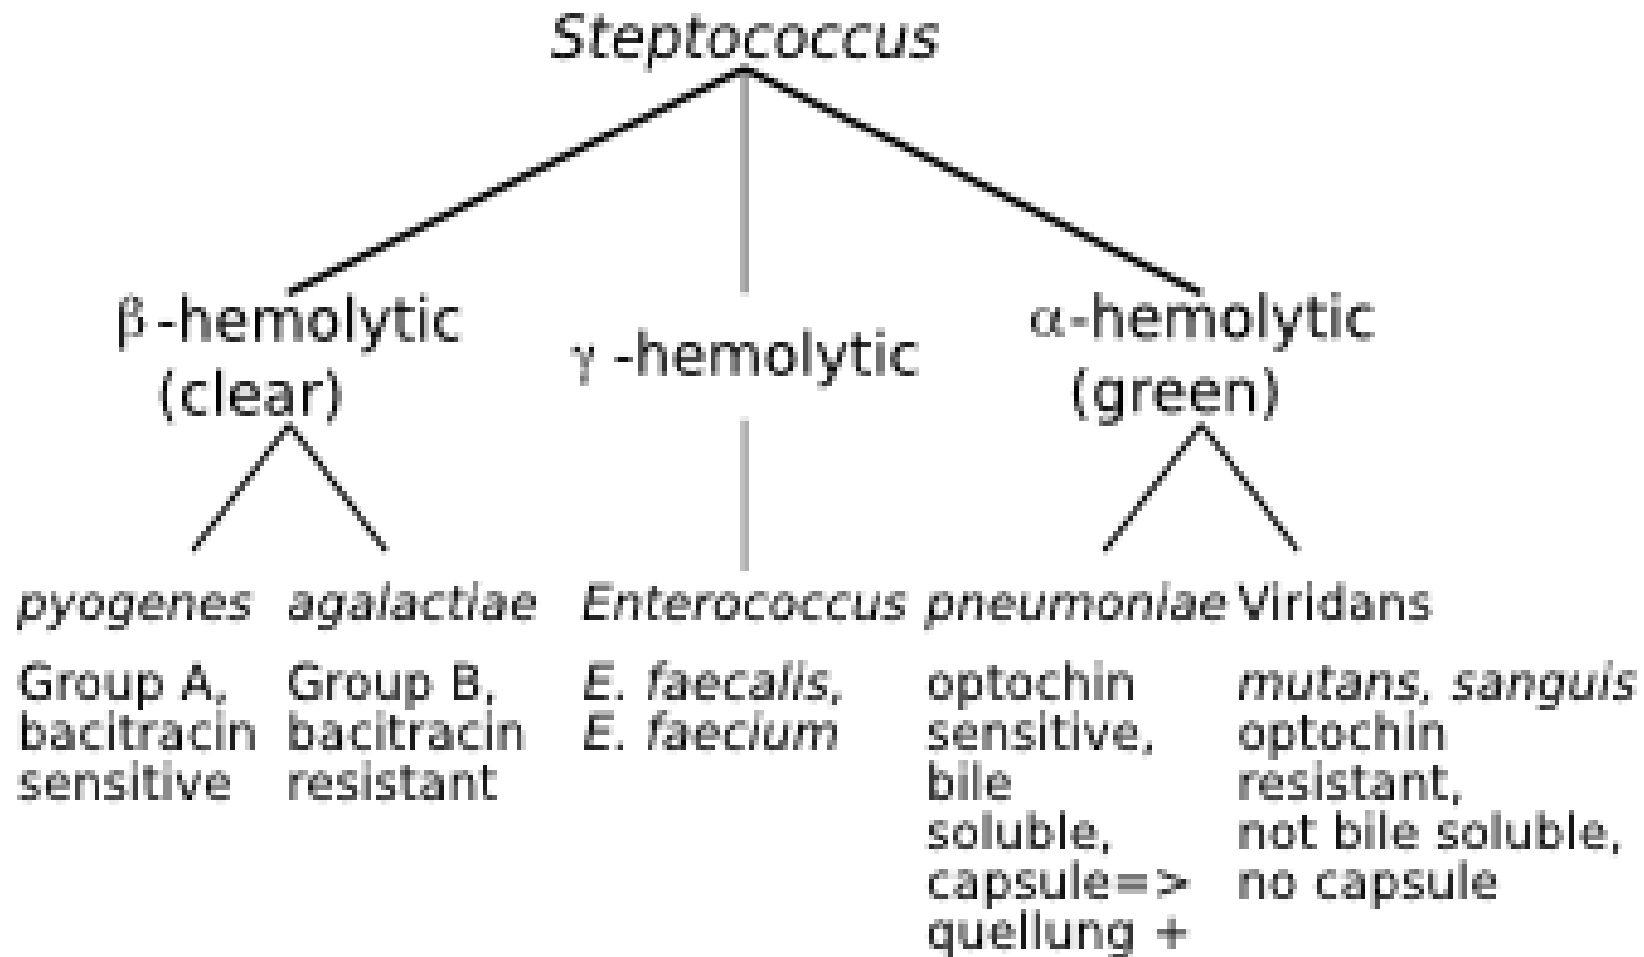 Steptococcus
β-hemolytic
(clear)
γ-hemolytic
α-hemolytic
(green)
pyogenes
Group A,
bacitracin
sensitive
agalactiae
Group B,
bacitracin
resistant
Enterococcus
E. faecalis,
E. faecium
pneumoniae
optochin
sensitive,
bile
soluble,
capsule=>
quellung +
Viridans
mutans, sanguis
optochin
resistant,
not bile soluble,
no capsule